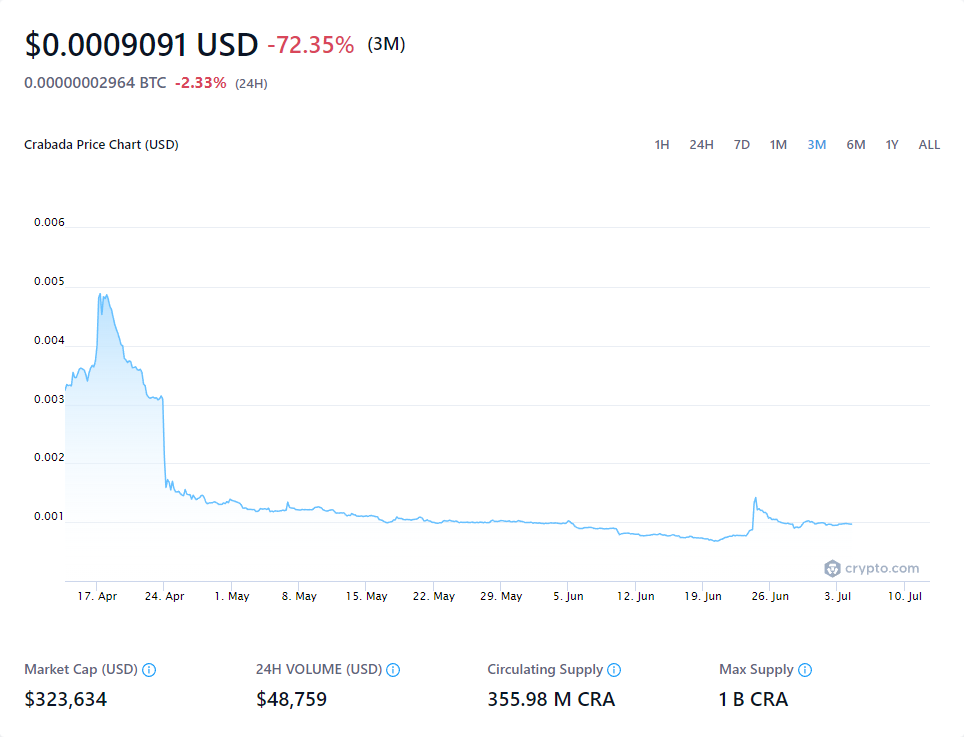 $0.0009091 USD -72.35% (3M)
0.00000002964 BTC -2.33% (24H)
Crabada Price Chart (USD)
1H 24H 7D 1M 3M 6M 1Y ALL
0.006
0.005
0.004
0.003
0.002
0.001
crypto.com
17. Apr 24. Apr 1. May 8. May 15. May 22. May 29. May 5. Jun 12. Jun 19. Jun 26. Jun 3. Jul 10. Jul
Market Cap (USD) 24H VOLUME (USD) Circulating Supply Max Supply
$323,634 $48,759 355.98 M CRA 1 B CRA